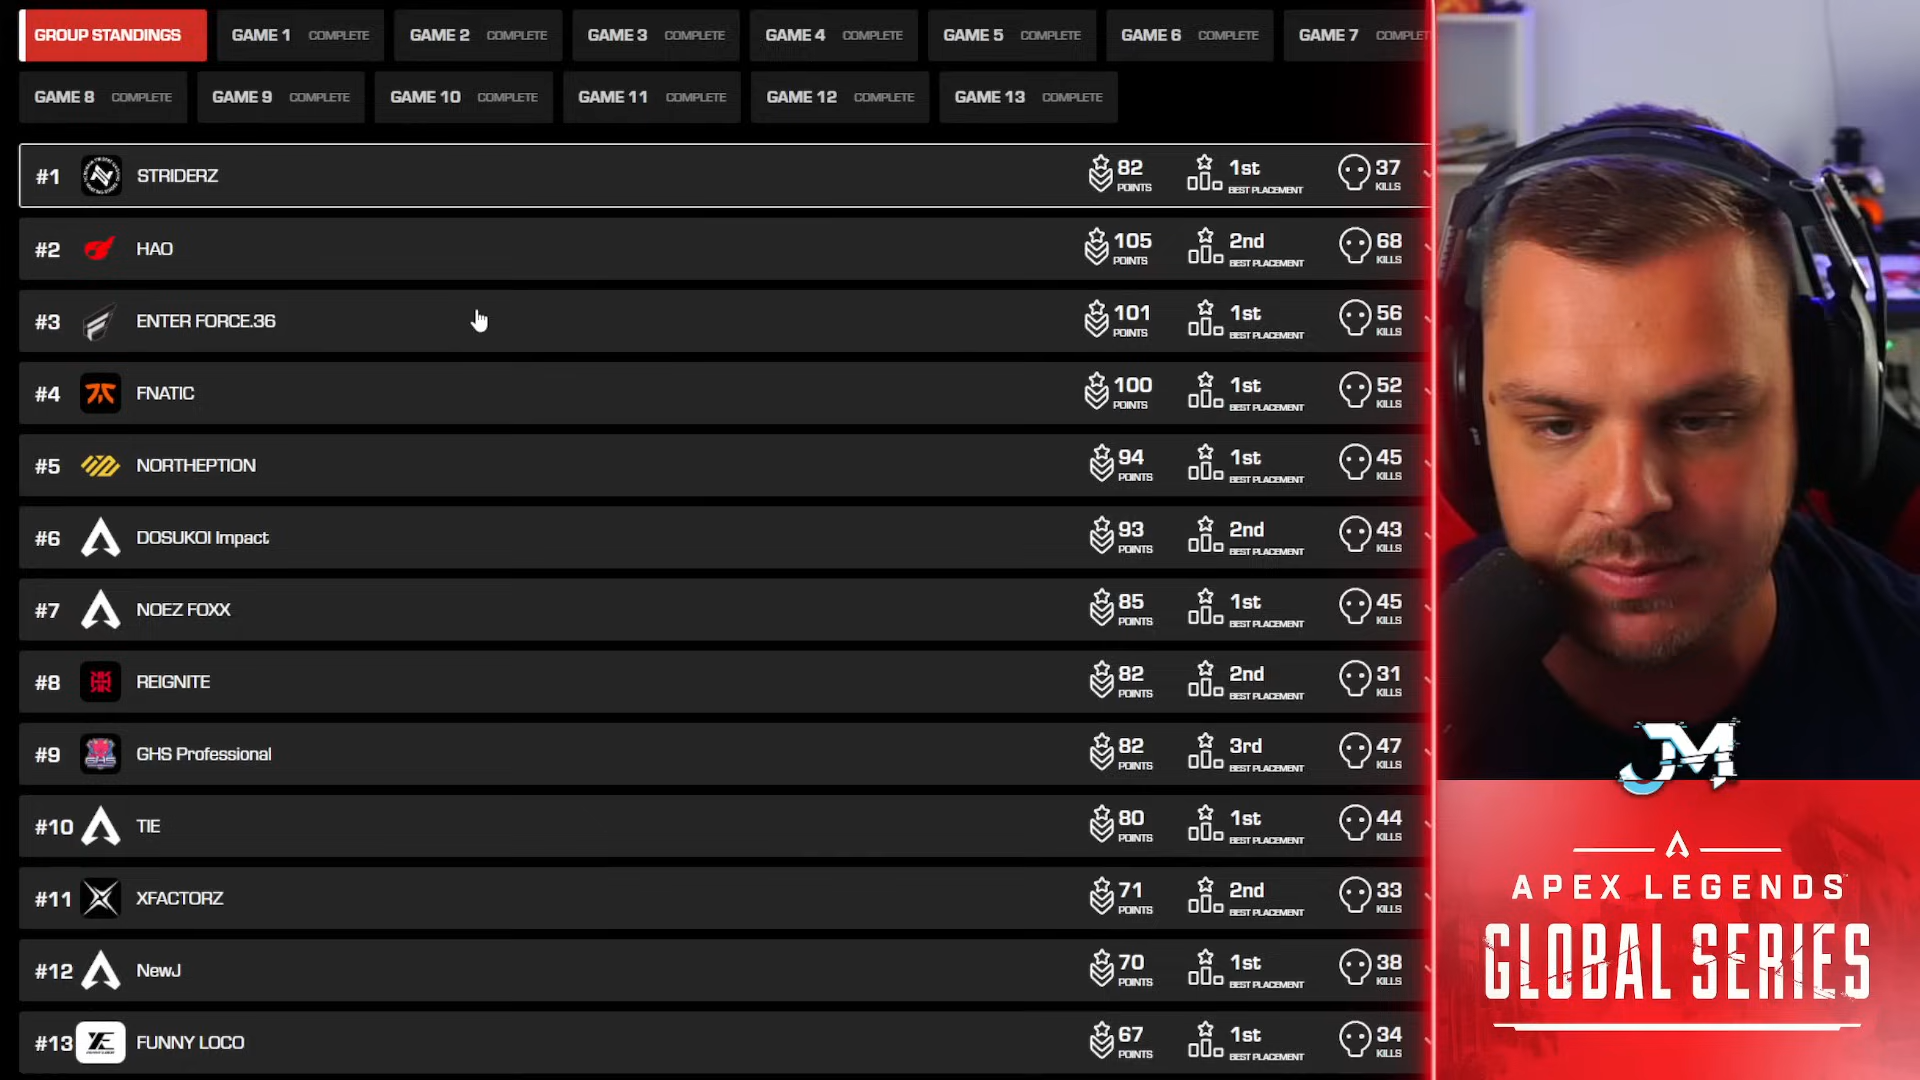 GROUP STANDINGS GAME 1 COMPLETE GAME 2 COMPLETE GAME 3 COMPLETE GAME 4 COMPLETE GAME 5 COMPLETE GAME 6 COMPLETE GAME 7 COMPLET
GAME 8 COMPLETE GAME 9 COMPLETE GAME 10 COMPLETE GAME 11 COMPLETE GAME 12 COMPLETE GAME 13 COMPLETE
#1 STRIDERZ 82 POINTS 1st BEST PLACEMENT 37 KILLS
#2 HAO 105 POINTS 2nd BEST PLACEMENT 68 KILLS
#3 ENTER FORCE.36 101 POINTS 1st BEST PLACEMENT 56 KILLS
#4 FNATIC 100 POINTS 1st BEST PLACEMENT 52 KILLS
#5 NORTHEPTION 94 POINTS 1st BEST PLACEMENT 45 KILLS
#6 DOSUKOI Impact 93 POINTS 2nd BEST PLACEMENT 43 KILLS
#7 NOEZ FOXX 85 POINTS 1st BEST PLACEMENT 45 KILLS
#8 REIGNITE 82 POINTS 2nd BEST PLACEMENT 31 KILLS
#9 GHS Professional 82 POINTS 3rd BEST PLACEMENT 47 KILLS
#10 TIE 80 POINTS 1st BEST PLACEMENT 44 KILLS
#11 XFACTORZ 71 POINTS 2nd BEST PLACEMENT 33 KILLS
#12 NewJ 70 POINTS 1st BEST PLACEMENT 38 KILLS
#13 FUNNY LOCO 67 POINTS 1st BEST PLACEMENT 34 KILLS
JM
APEX LEGENDS
GLOBAL SERIES